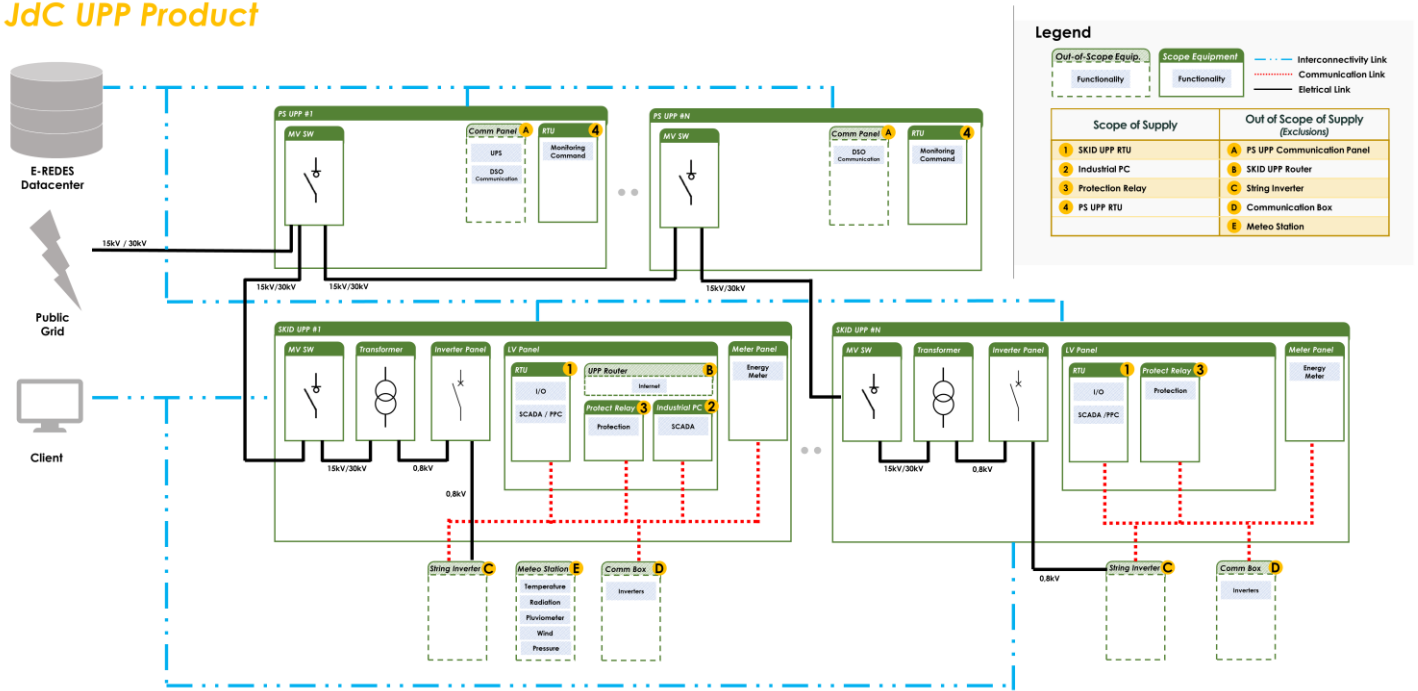 JdC UPP Product
Legend
Out-of-Scope Equip.
Functionality
Scope Equipment
Functionality
Interconnectivity Link
Communication Link
Eletrical Link
Scope of Supply
Out of Scope of Supply
(Exclusions)
1 SKID UPP RTU
A PS UPP Communication Panel
2 Industrial PC
B SKID UPP Router
3 Protection Relay
C String Inverter
4 PS UPP RTU
D Communication Box
E Meteo Station
E-REDES
Datacenter
Public
Grid
Client
15kV / 30kV
PS UPP #1
MV SW
Comm Panel A
UPS
DSO
Communication
RTU 4
Monitoring
Command
PS UPP #N
MV SW
Comm Panel A
DSO
Communication
RTU 4
Monitoring
Command
15kV/30kV
15kV/30kV
15kV/30kV
SKID UPP #1
MV SW
Transformer
Inverter Panel
LV Panel
RTU 1
I/O
SCADA / PPC
UPP Router B
Internet
Protect Relay 3
Protection
Industrial PC 2
SCADA
Meter Panel
Energy
Meter
15kV/30kV
0,8kV
0,8kV
String Inverter C
Meteo Station E
Temperature
Radiation
Pluviometer
Wind
Pressure
Comm Box D
Inverters
SKID UPP #N
MV SW
Transformer
Inverter Panel
LV Panel
RTU 1
I/O
SCADA /PPC
Protect Relay 3
Protection
Meter Panel
Energy
Meter
15kV/30kV
0,8kV
0,8kV
String Inverter C
Comm Box D
Inverters